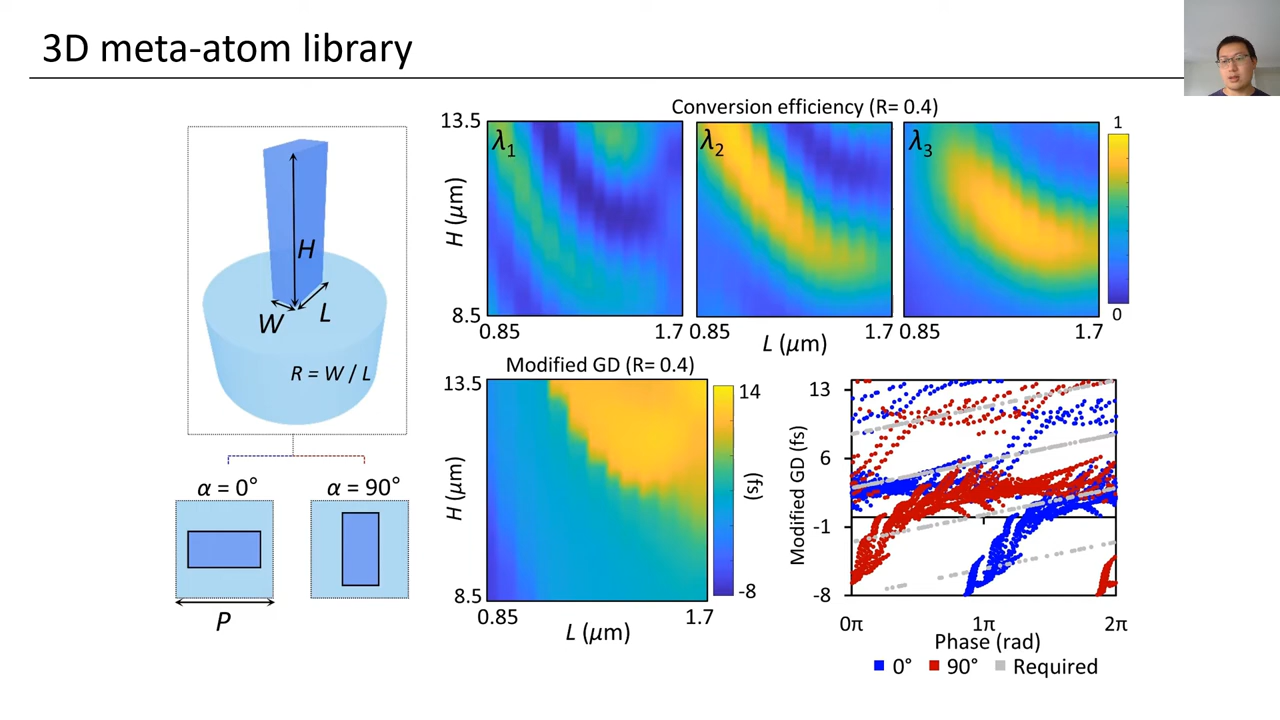 3D meta-atom library
H
W
L
R = W / L
α = 0°
α = 90°
P
Conversion efficiency (R= 0.4)
13.5
H (μm)
8.5
λ1
λ2
λ3
0.85
1.7
0.85
1.7
0.85
1.7
L (μm)
1
0
Modified GD (R= 0.4)
13.5
H (μm)
8.5
0.85
1.7
L (μm)
14
(fs)
-8
Modified GD (fs)
13
6
-1
-8
0π
1π
2π
Phase (rad)
0°
90°
Required